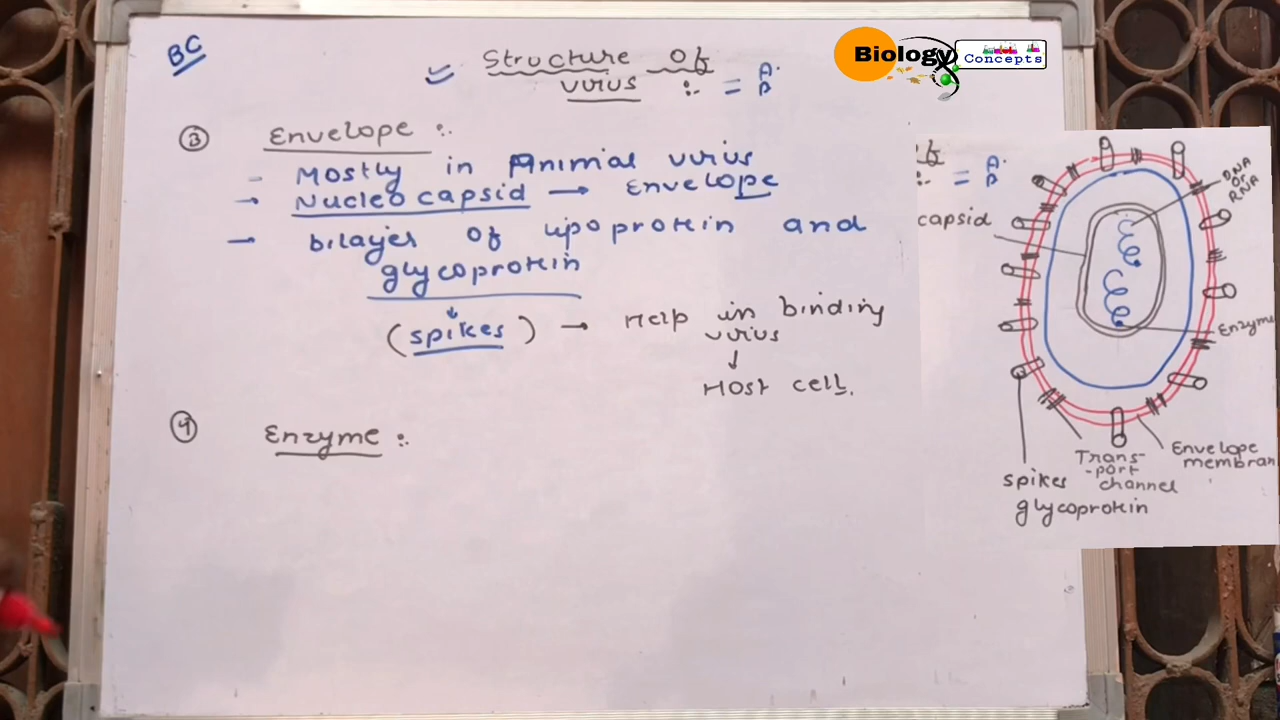 BC
Structure of
virus :- = A.
B
Biology
Concepts
③ Envelope :-
- Mostly in Animal virus
→ Nucleocapsid → Envelope
→ bilayer of lipoprotein and
glycoprotein
(spikes) → Help in binding
virus
↓
Host cell.
④ Enzyme :-
of
:- = A.
B
capsid
DNA
or
RNA
Enzyme
Envelope
membran
Trans-
-port
channel
spikes
glycoprotein